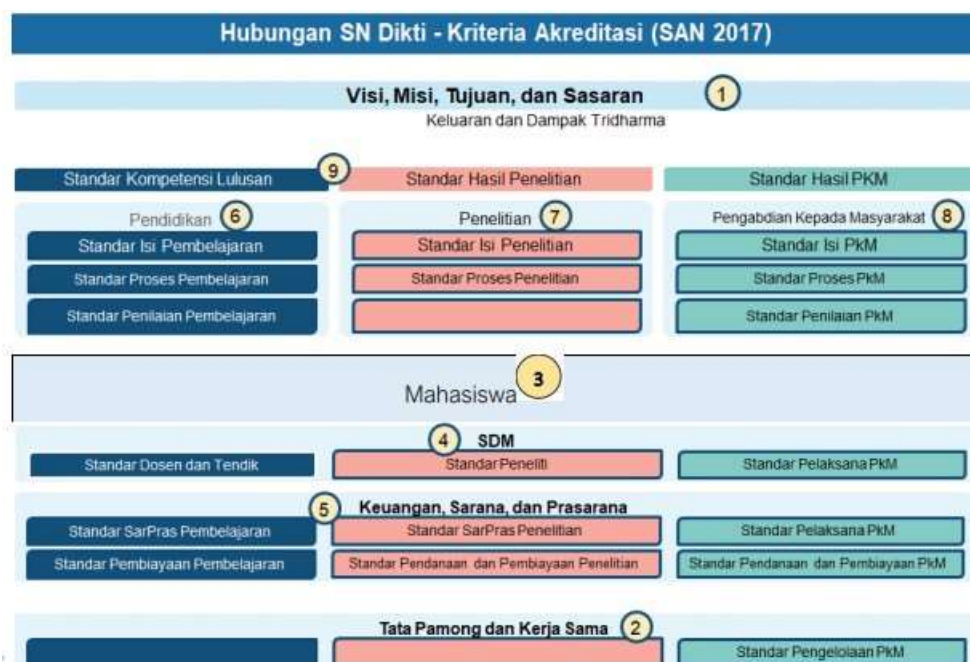 Hubungan SN Dikti - Kriteria Akreditasi (SAN 2017)
Visi, Misi, Tujuan, dan Sasaran 1
Keluaran dan Dampak Tridharma
9
Standar Kompetensi Lulusan
Standar Hasil Penelitian
Standar Hasil PKM
Pendidikan 6
Standar Isi Pembelajaran
Standar Proses Pembelajaran
Standar Penilaian Pembelajaran
Penelitian 7
Standar Isi Penelitian
Standar Proses Penelitian
Pengabdian Kepada Masyarakat 8
Standar Isi PkM
Standar Proses PkM
Standar Penilaian PkM
Mahasiswa 3
4 SDM
Standar Dosen dan Tendik
Standar Peneliti
Standar Pelaksana PkM
5 Keuangan, Sarana, dan Prasarana
Standar SarPras Pembelajaran
Standar SarPras Penelitian
Standar Pelaksana PkM
Standar Pembiayaan Pembelajaran
Standar Pendanaan dan Pembiayaan Penelitian
Standar Pendanaan dan Pembiayaan PkM
Tata Pamong dan Kerja Sama 2
Standar Pengelolaan PkM